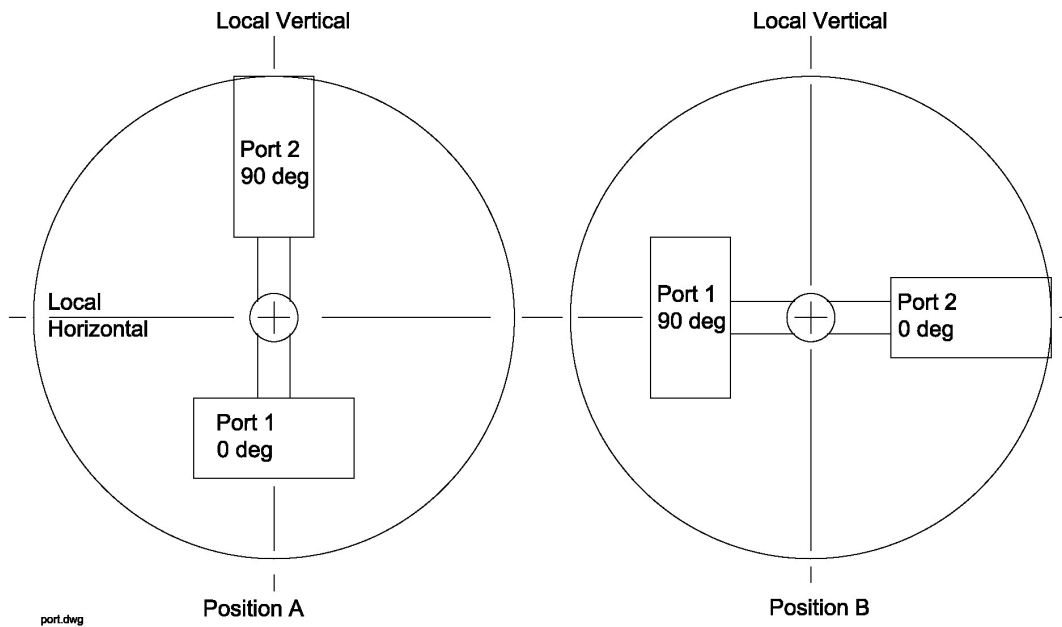 Local Vertical
Port 2
90 deg
Local
Horizontal
Port 1
0 deg
Position A
port.dwg
Local Vertical
Port 1
90 deg
Port 2
0 deg
Position B